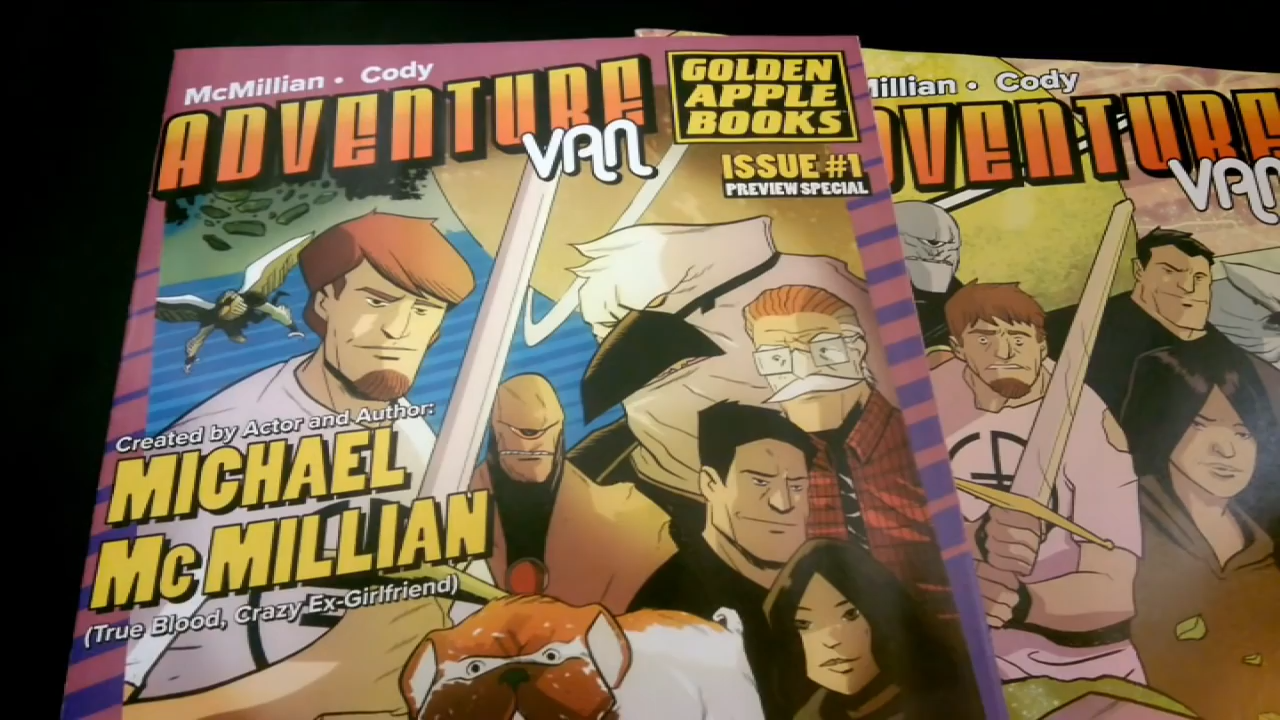 McMillian • Cody
ADVENTURE
VAN
GOLDEN
APPLE
BOOKS
ISSUE #1
PREVIEW SPECIAL
Created by Actor and Author:
MICHAEL
McMILLIAN
(True Blood, Crazy Ex-Girlfriend)
Millian • Cody
VENTURE
VAN